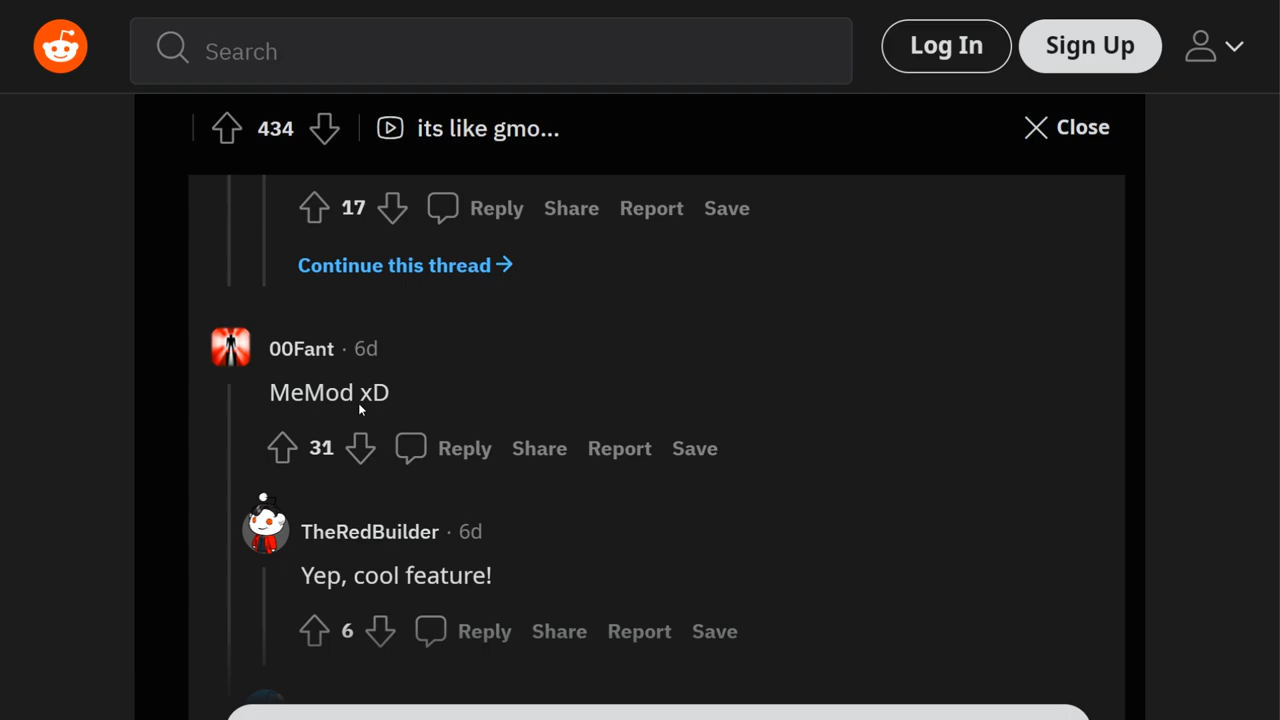 Search
Log In
Sign Up
434
its like gmo...
Close
17
Reply
Share
Report
Save
Continue this thread
00Fant · 6d
MeMod xD
31
Reply
Share
Report
Save
TheRedBuilder · 6d
Yep, cool feature!
6
Reply
Share
Report
Save